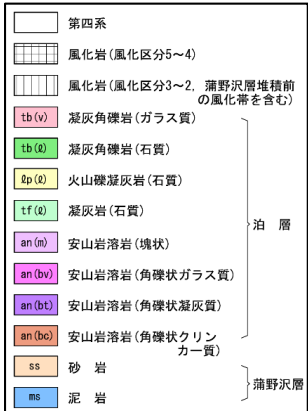 第四系
風化岩(風化区分5～4)
風化岩(風化区分3～2, 蒲野沢層堆積前
の風化帯を含む)
tb(v) 凝灰角礫岩(ガラス質)
tb(ℓ) 凝灰角礫岩(石質)
ℓp(ℓ) 火山礫凝灰岩(石質)
tf(ℓ) 凝灰岩(石質)
泊 層
an(m) 安山岩溶岩(塊状)
an(bv) 安山岩溶岩(角礫状ガラス質)
an(bt) 安山岩溶岩(角礫状凝灰質)
an(bc) 安山岩溶岩(角礫状クリン
カー質)
ss 砂 岩
蒲野沢層
ms 泥 岩